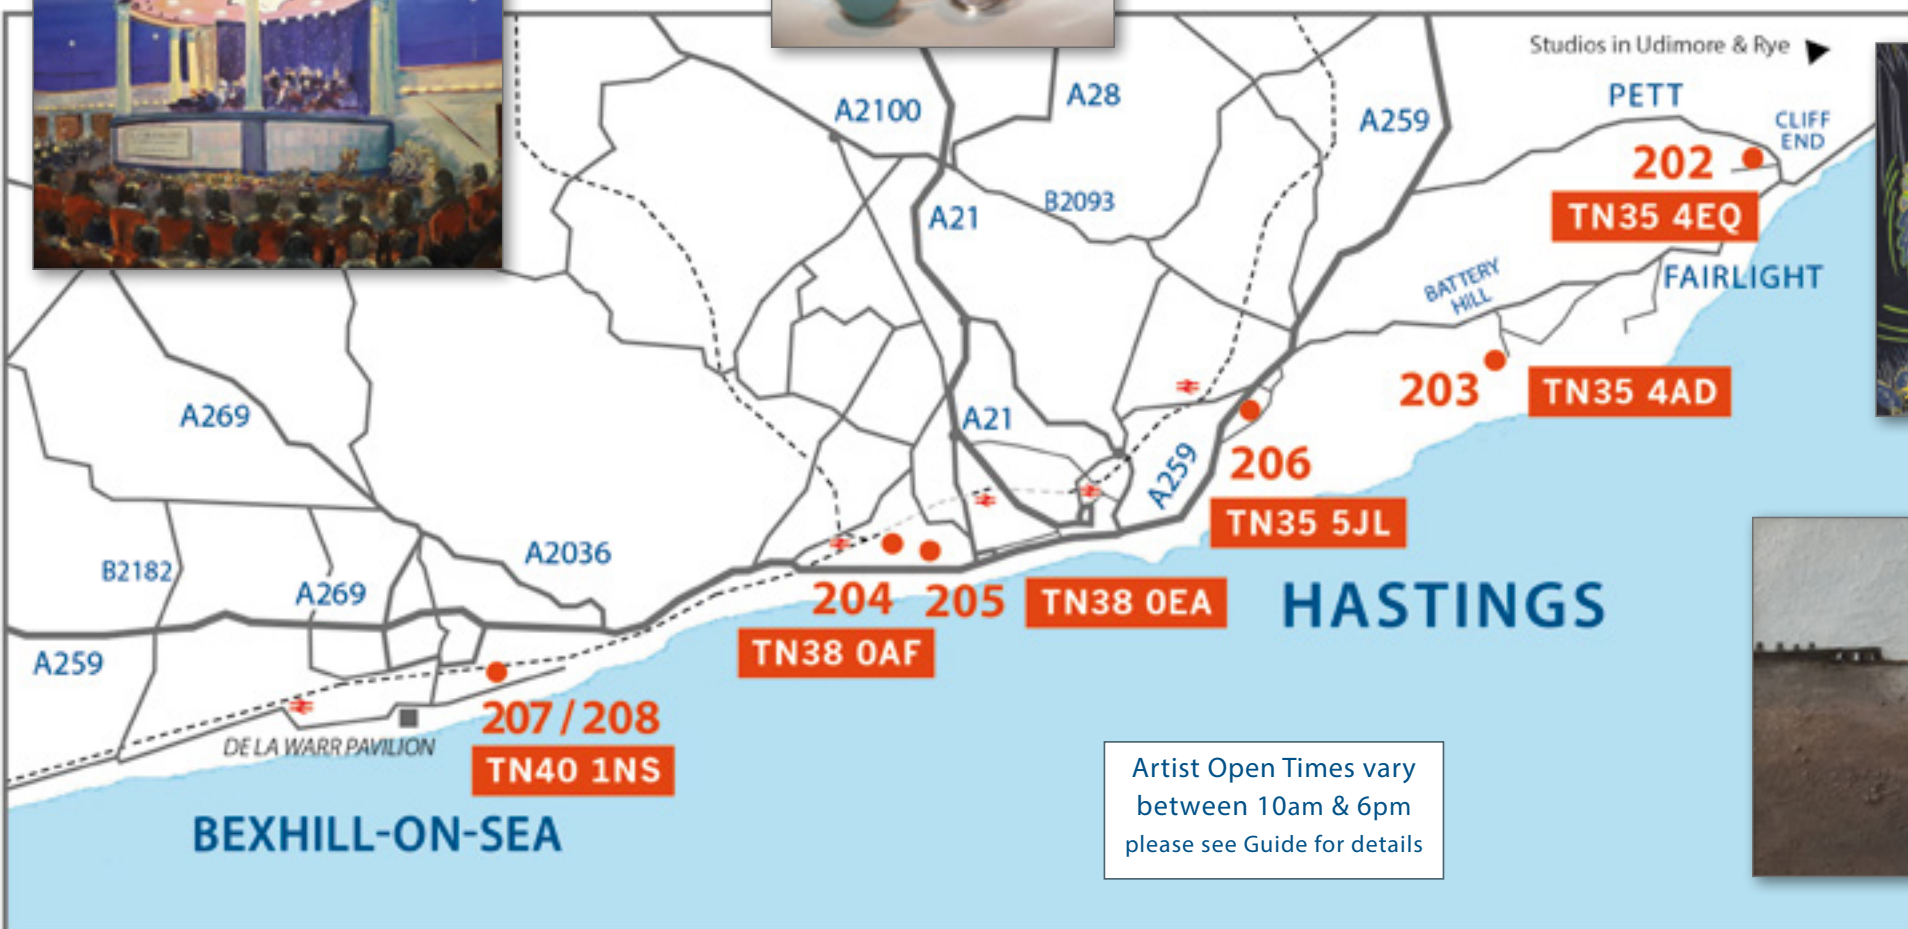 Studios in Udimore & Rye
A2100
A28
A259
PETT
CLIFF
END
202
TN35 4EQ
A21
B2093
BATTERY
HILL
FAIRLIGHT
203
TN35 4AD
A269
A21
A259
206
TN35 5JL
B2182
A269
A2036
204
205
TN38 0EA
TN38 0AF
HASTINGS
A259
207 / 208
TN40 1NS
DE LA WARR PAVILION
BEXHILL-ON-SEA
Artist Open Times vary
between 10am & 6pm
please see Guide for details